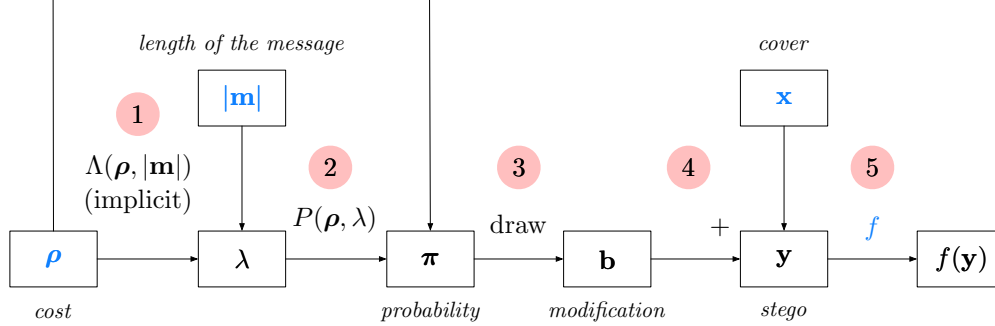 length of the message
cover
|m|
x
1
2
3
4
5
Λ(ρ, |m|)
(implicit)
P(ρ, λ)
draw
+
f
ρ
λ
π
b
y
f(y)
cost
probability
modification
stego